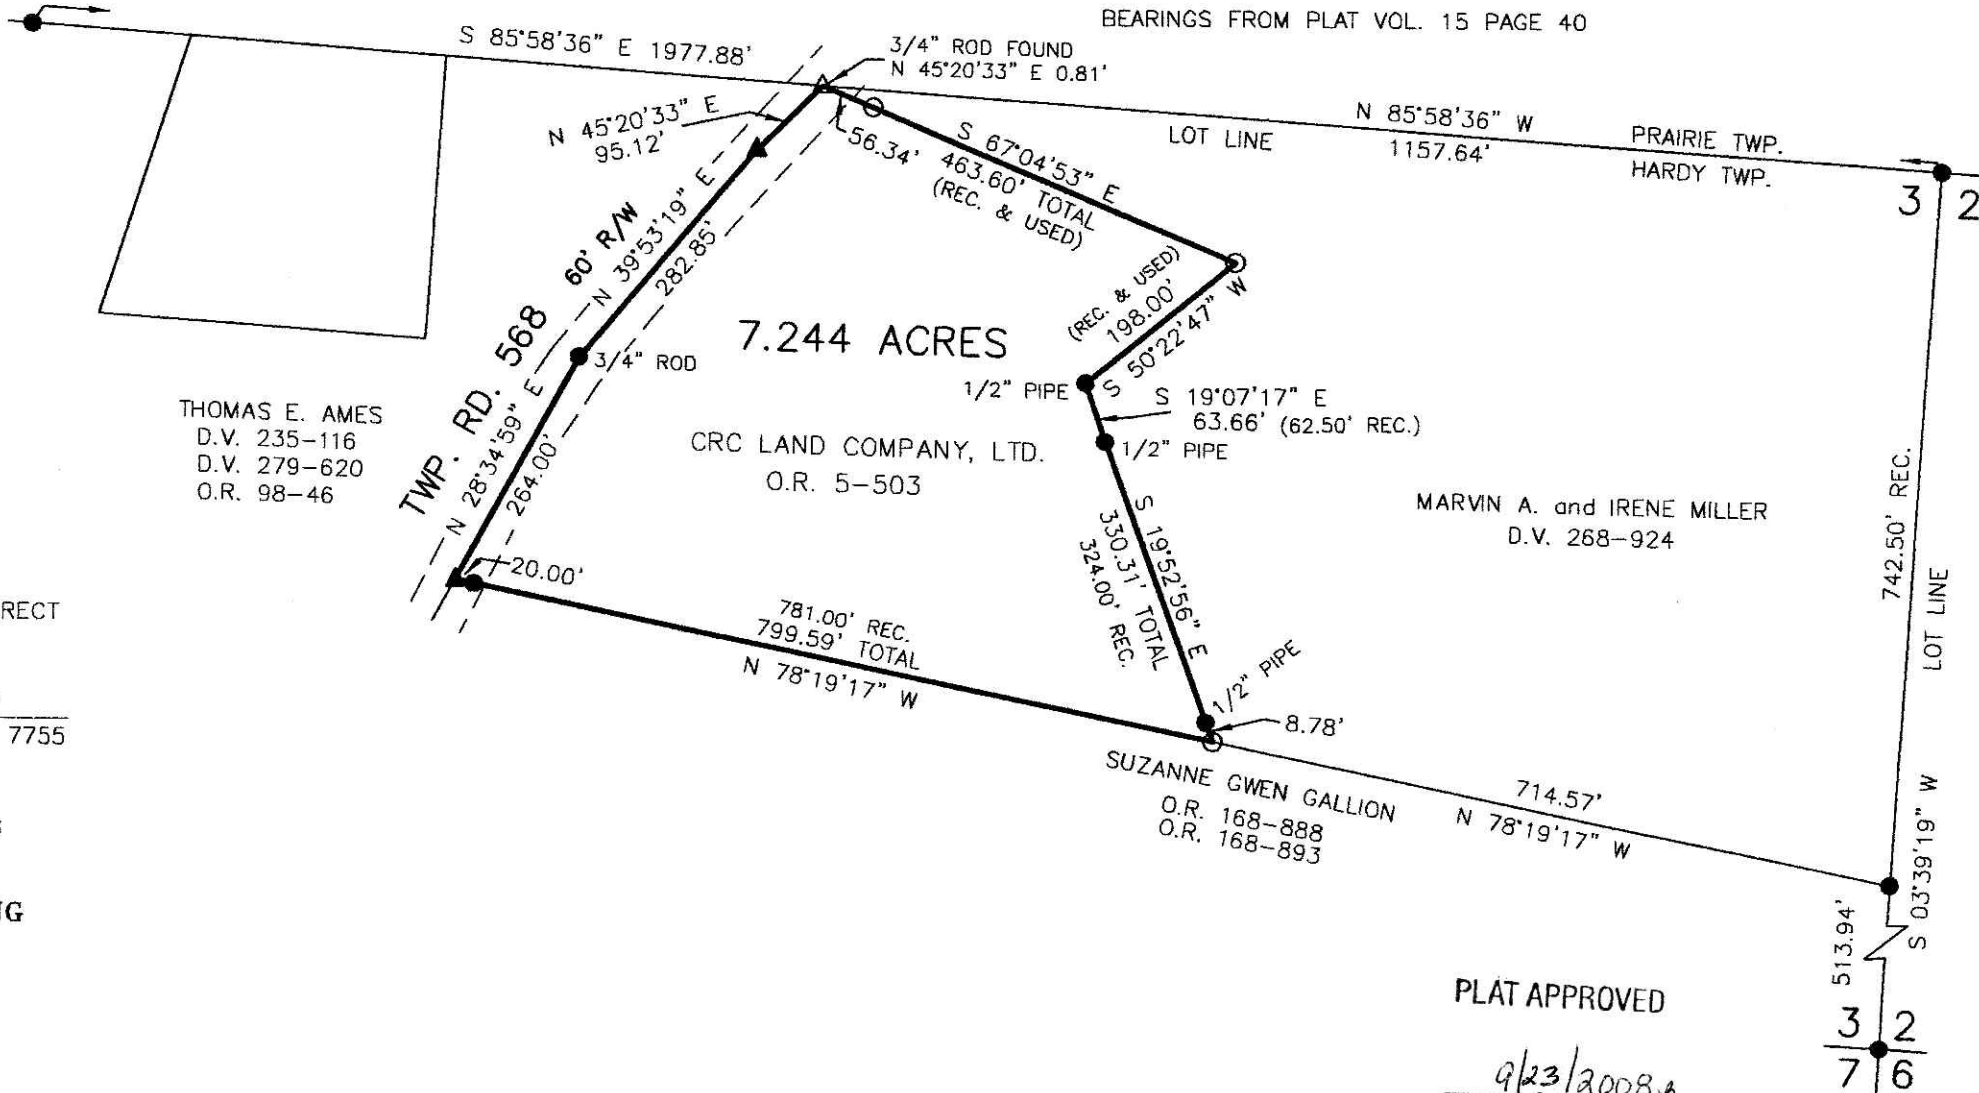 BEARINGS FROM PLAT VOL. 15 PAGE 40
S 85°58'36" E 1977.88'
3/4" ROD FOUND
N 45°20'33" E 0.81'
N 45°20'33" E
95.12'
N 85°58'36" W
1157.64'
LOT LINE
PRAIRIE TWP.
HARDY TWP.
3 2
56.34'
S 67°04'53" E
463.60' TOTAL
(REC. & USED)
TWP. RD. 568 60' R/W
N 39°53'19" E
282.85'
(REC. & USED)
198.00'
S 50°22'47" W
7.244 ACRES
3/4" ROD
1/2" PIPE
S 19°07'17" E
63.66' (62.50' REC.)
1/2" PIPE
THOMAS E. AMES
D.V. 235-116
D.V. 279-620
O.R. 98-46
N 28°34'59" E
264.00'
CRC LAND COMPANY, LTD.
O.R. 5-503
MARVIN A. and IRENE MILLER
D.V. 268-924
742.50' REC.
LOT LINE
S 19°52'56" E
330.31' TOTAL
324.00' REC.
20.00'
RECT
781.00' REC.
799.59' TOTAL
N 78°19'17" W
1/2" PIPE
8.78'
7755
SUZANNE GWEN GALLION
O.R. 168-888
O.R. 168-893
714.57'
N 78°19'17" W
S 03°39'19" W
513.94'
PLAT APPROVED
9/23/2008
3 2
7 6